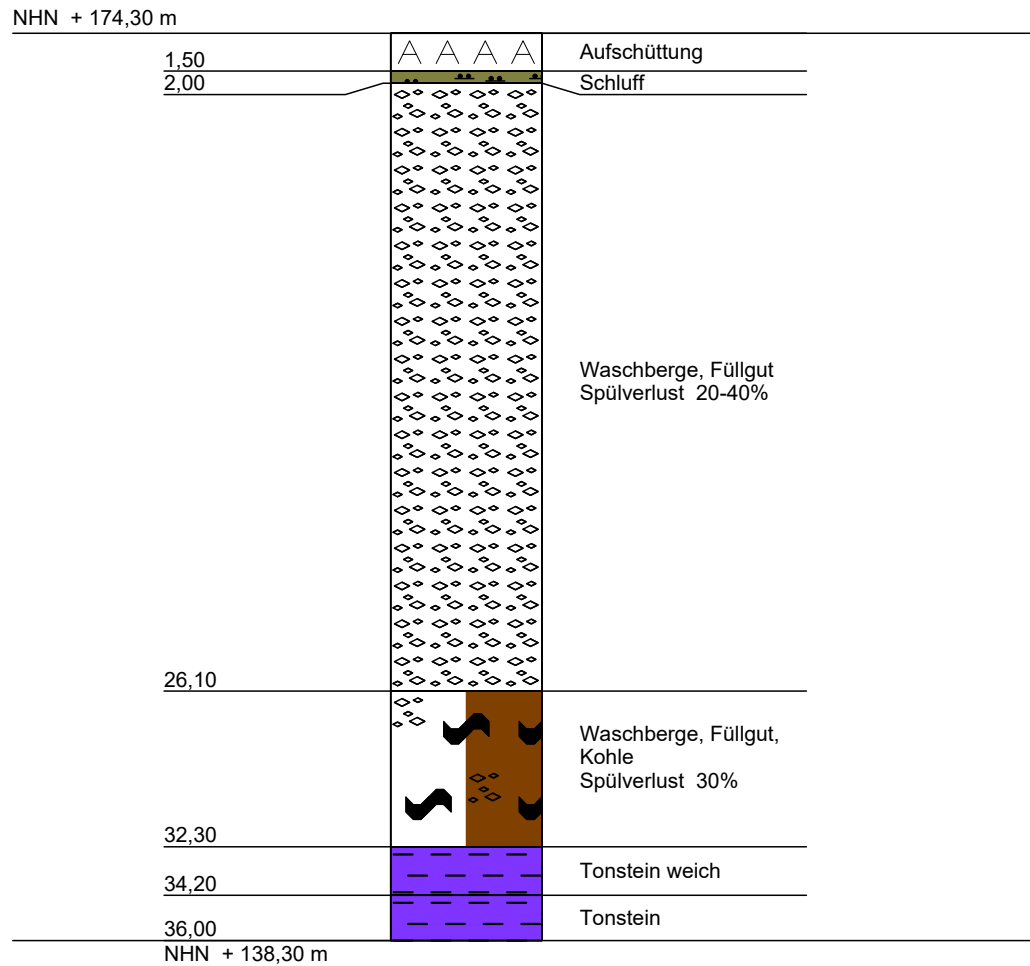 NHN + 174,30 m
Aufschüttung
1,50
2,00
Schluff
Waschberge, Füllgut
Spülverlust 20-40%
26,10
Waschberge, Füllgut,
Kohle
Spülverlust 30%
32,30
Tonstein weich
34,20
Tonstein
36,00
NHN + 138,30 m